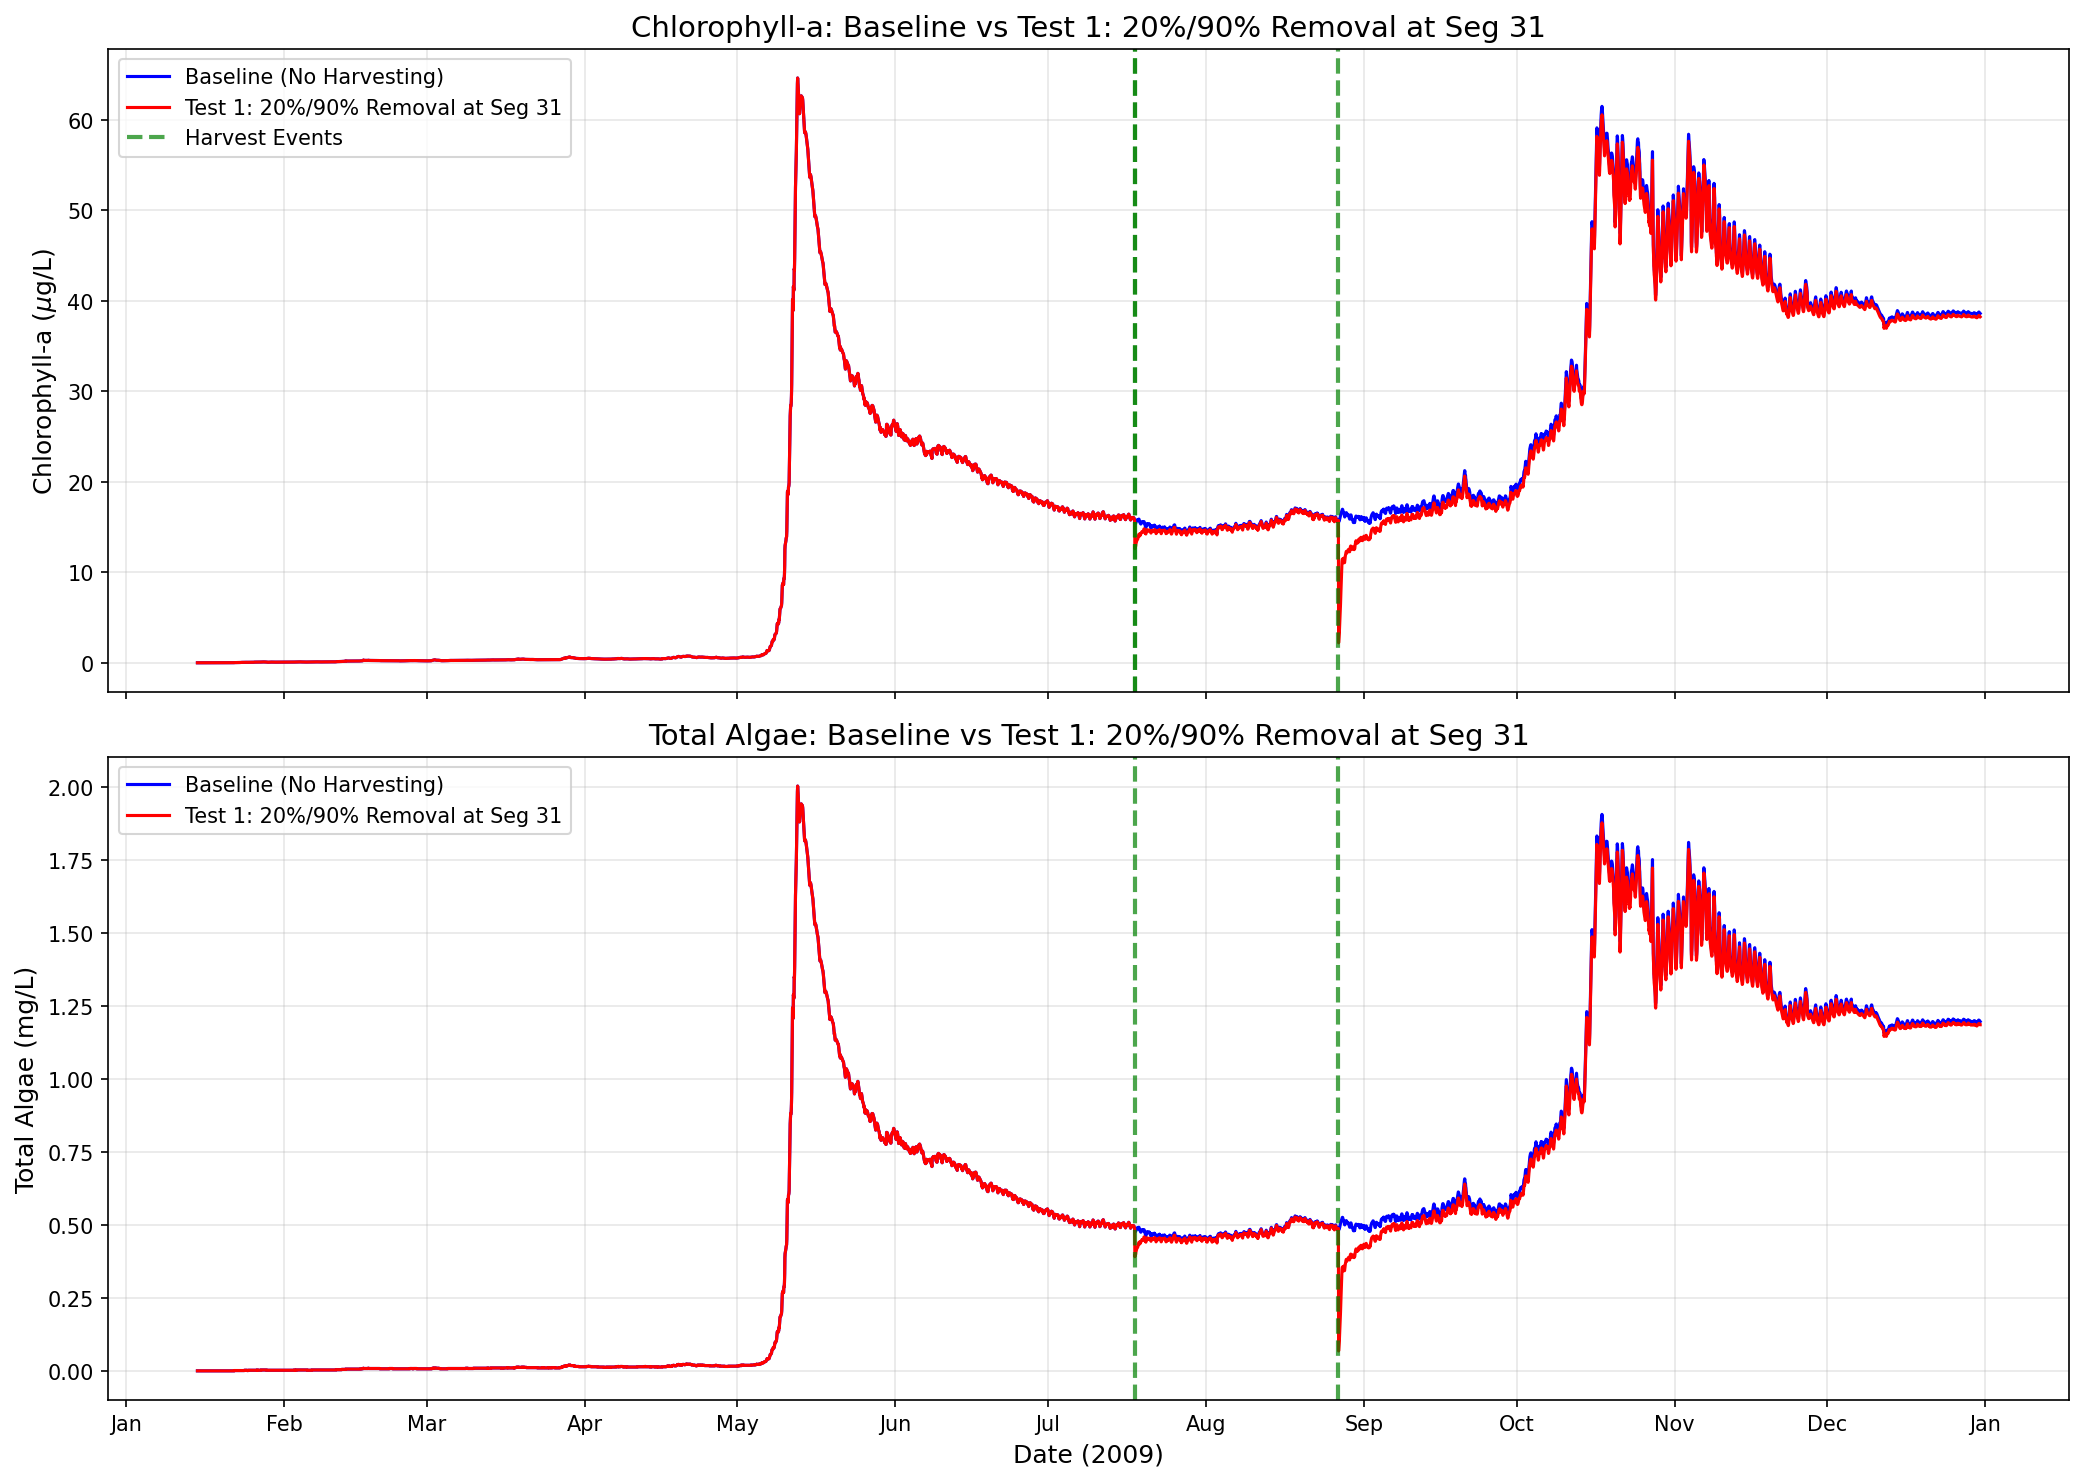 Chlorophyll-a: Baseline vs Test 1: 20%/90% Removal at Seg 31
Baseline (No Harvesting)
Test 1: 20%/90% Removal at Seg 31
Harvest Events
Chlorophyll-a (μg/L)
60
50
40
30
20
10
0
Total Algae: Baseline vs Test 1: 20%/90% Removal at Seg 31
Baseline (No Harvesting)
Test 1: 20%/90% Removal at Seg 31
Total Algae (mg/L)
2.00
1.75
1.50
1.25
1.00
0.75
0.50
0.25
0.00
Jan Feb Mar Apr May Jun Jul Aug Sep Oct Nov Dec Jan
Date (2009)